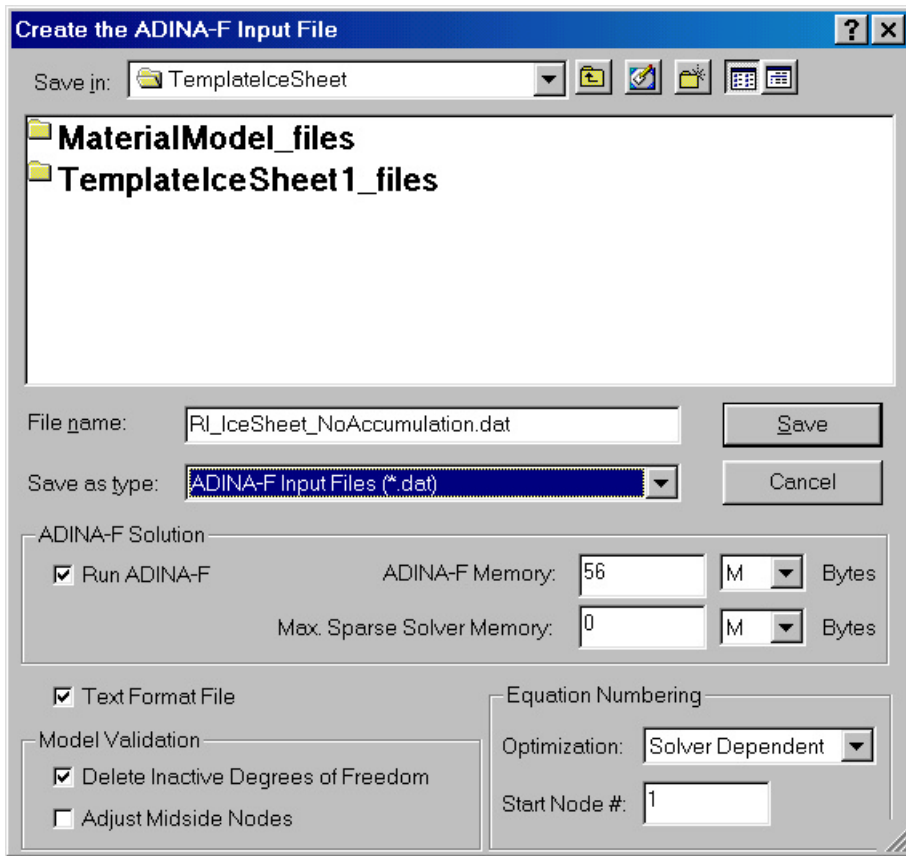 Create the ADINA-F Input File
Save in: TemplateIceSheet
MaterialModel_files
TemplateIceSheet1_files
File name: RI_IceSheet_NoAccumulation.dat Save
Save as type: ADINA-F Input Files (*.dat) Cancel
ADINA-F Solution
Run ADINA-F ADINA-F Memory: 56 M Bytes
Max. Sparse Solver Memory: 0 M Bytes
Text Format File
Equation Numbering
Model Validation
Optimization: Solver Dependent
Delete Inactive Degrees of Freedom
Start Node #: 1
Adjust Midside Nodes